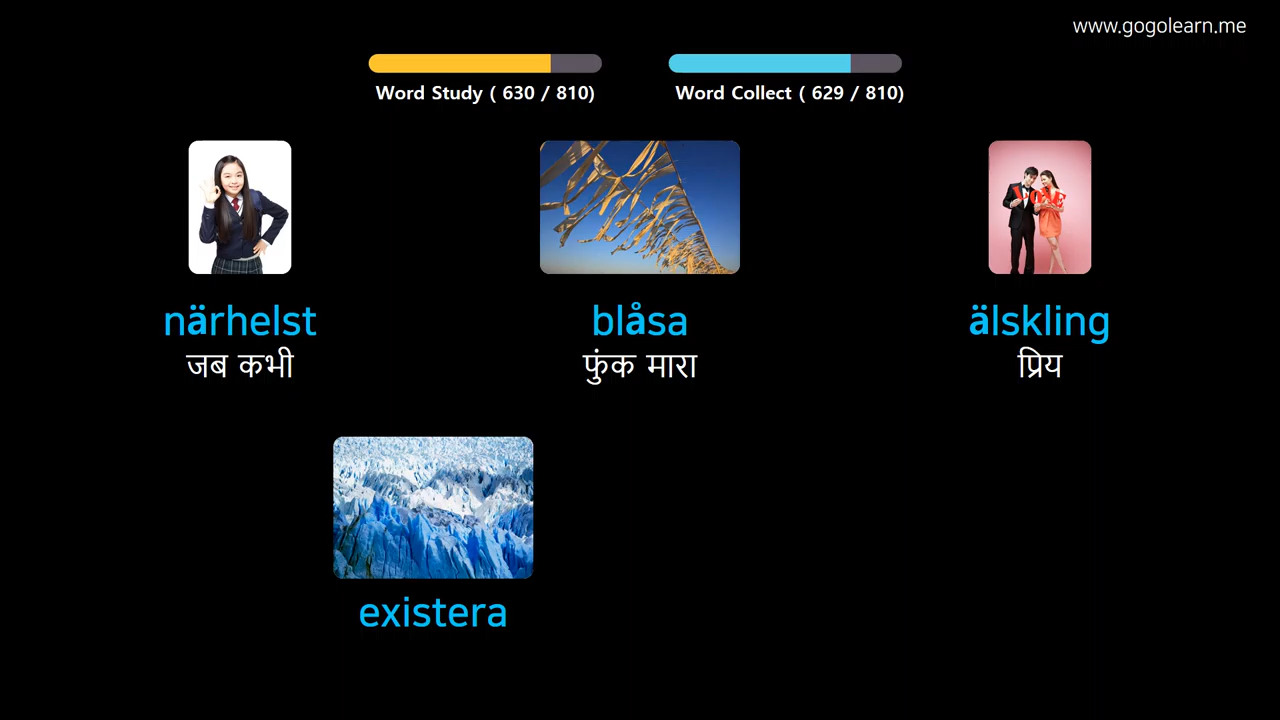 www.gogolearn.me
Word Study ( 630 / 810)
Word Collect ( 629 / 810)
närhelst
blåsa
älskling
जब कभी
फुंक मारा
प्रिय
existera